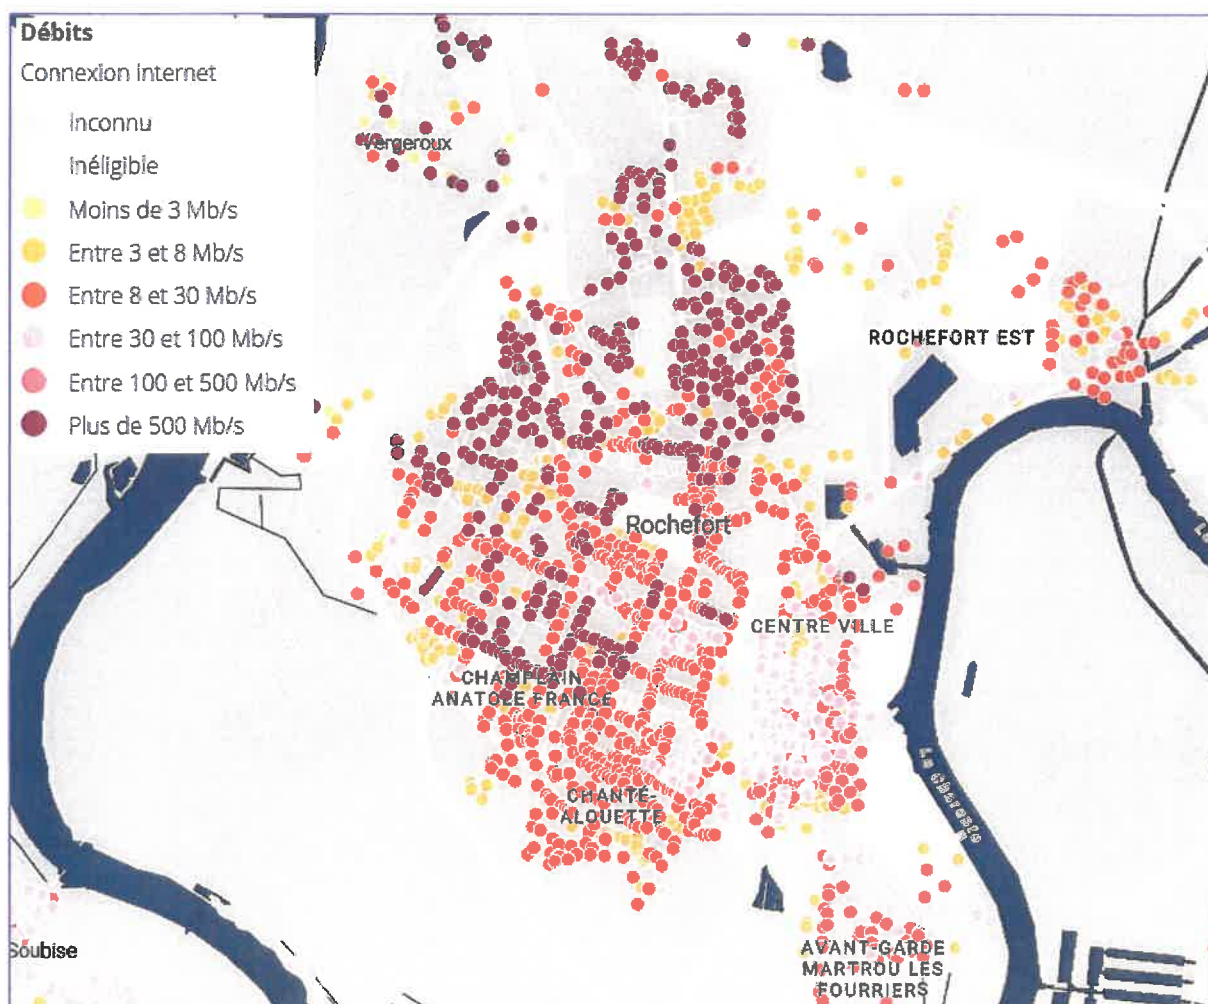 Débits
Connexion internet
Inconnu
Inéligible
Moins de 3 Mb/s
Entre 3 et 8 Mb/s
Entre 8 et 30 Mb/s
Entre 30 et 100 Mb/s
Entre 100 et 500 Mb/s
Plus de 500 Mb/s
Vergeroux
ROCHEFORT EST
Rochefort
CENTRE VILLE
CHAMPLAIN
ANATOLE FRANCE
CHANTE-
ALOUETTE
La Charente
AVANT-GARDE
MARTROU LES
FOURRIERS
Soubise